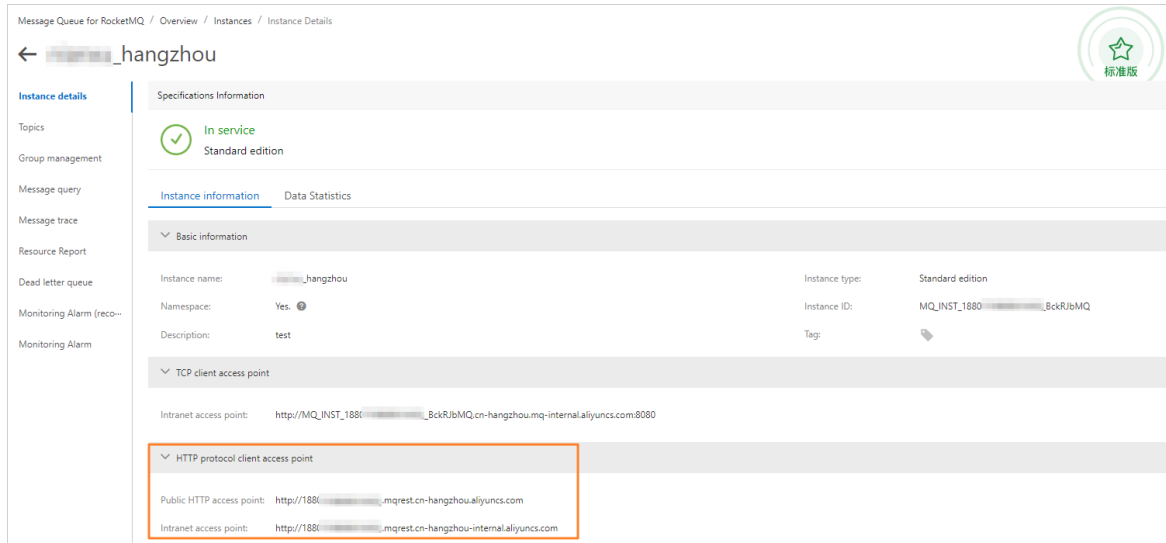 Message Queue for RocketMQ / Overview / Instances / Instance Details
← _hangzhou
标准版
Instance details
Topics
Group management
Message query
Message trace
Resource Report
Dead letter queue
Monitoring Alarm (reco···
Monitoring Alarm
Specifications Information
In service
Standard edition
Instance information Data Statistics
Basic information
Instance name: _hangzhou Instance type: Standard edition
Namespace: Yes. Instance ID: MQ_INST_1880 _BckRJbMQ
Description: test Tag:
TCP client access point
Intranet access point: http://MQ_INST_188 _BckRJbMQ.cn-hangzhou.mq-internal.aliyuncs.com:8080
HTTP protocol client access point
Public HTTP access point: http://188 .mqrest.cn-hangzhou.aliyuncs.com
Intranet access point: http://188 .mqrest.cn-hangzhou-internal.aliyuncs.com